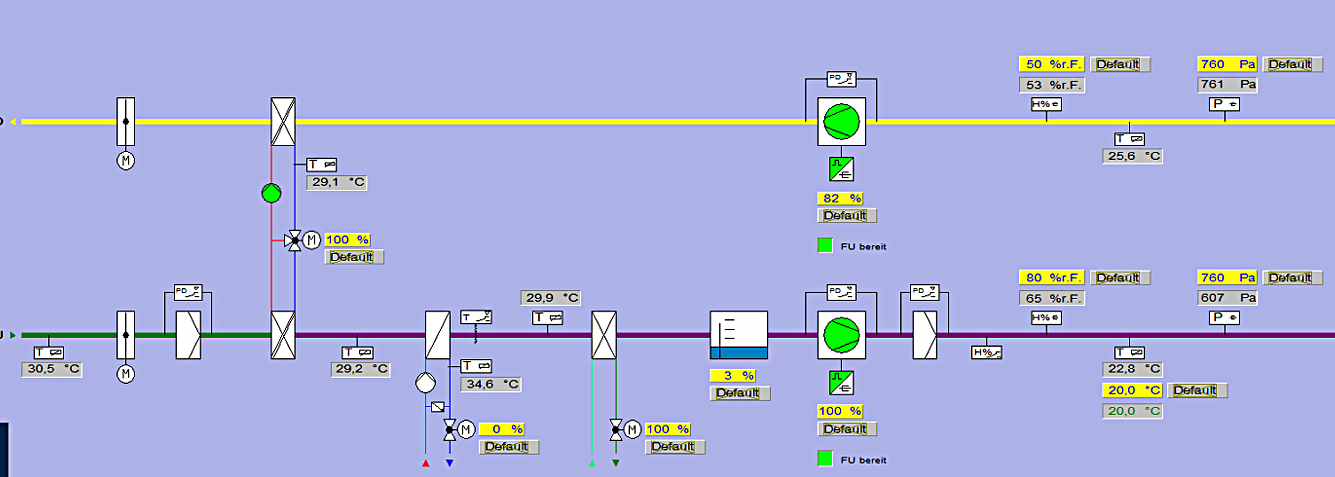 50 %r.F. Default
760 Pa Default
53 %r.F.
761 Pa
PD
H%
P
T
25,6 °C
M
T
29,1 °C
82 %
Default
FU bereit
M
100 %
Default
PD
29,9 °C
T
PD
PD
80 %r.F. Default
760 Pa Default
65 %r.F.
607 Pa
H%
P
T
30,5 °C
M
T
29,2 °C
T
T
34,6 °C
H%
T
22,8 °C
20,0 °C Default
20,0 °C
3 %
Default
100 %
Default
FU bereit
M
0 %
Default
M
100 %
Default